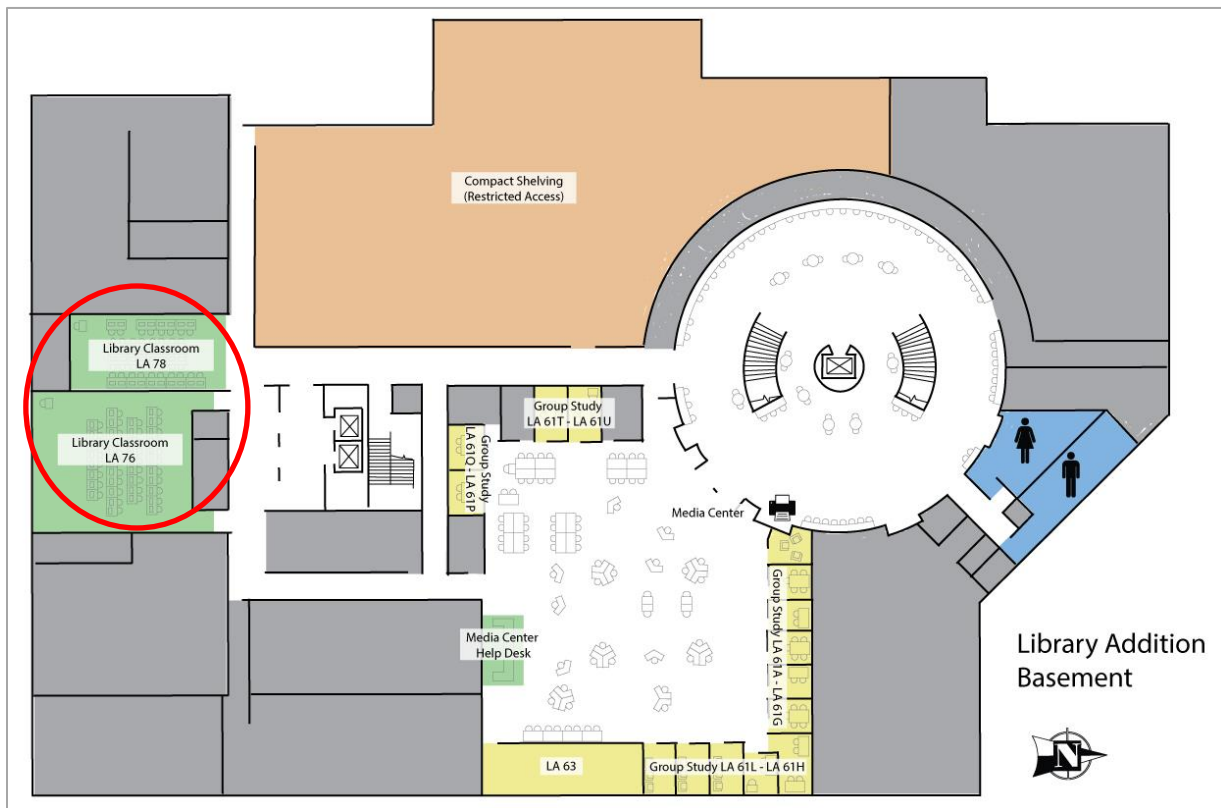 Compact Shelving
(Restricted Access)
Library Classroom
LA 78
Library Classroom
LA 76
Group Study
LA 61T - LA 61U
Group Study
LA 61Q - LA 61P
Media Center
Group Study LA 61A - LA 61G
Media Center
Help Desk
LA 63
Group Study LA 61L - LA 61H
Library Addition
Basement
N